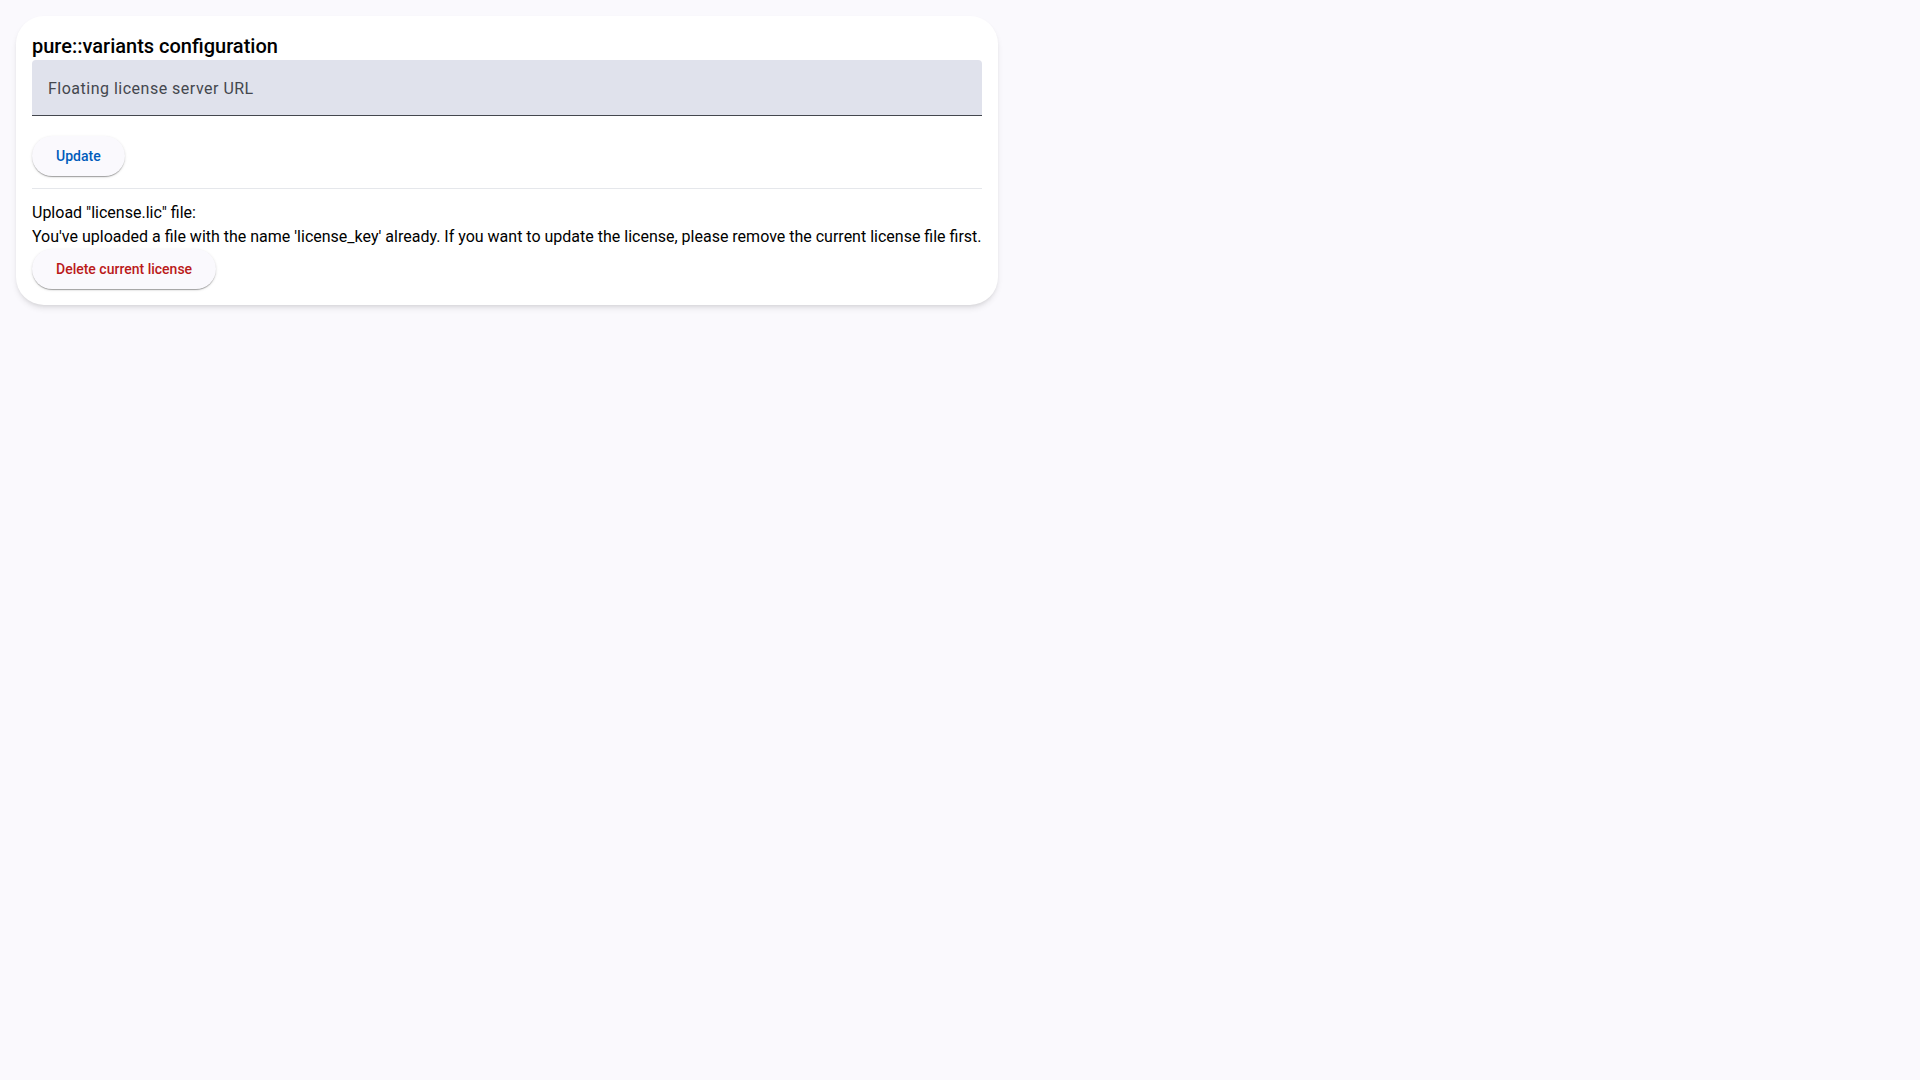 pure::variants configuration
Floating license server URL
Update
Upload "license.lic" file:
You've uploaded a file with the name 'license_key' already. If you want to update the license, please remove the current license file first.
Delete current license